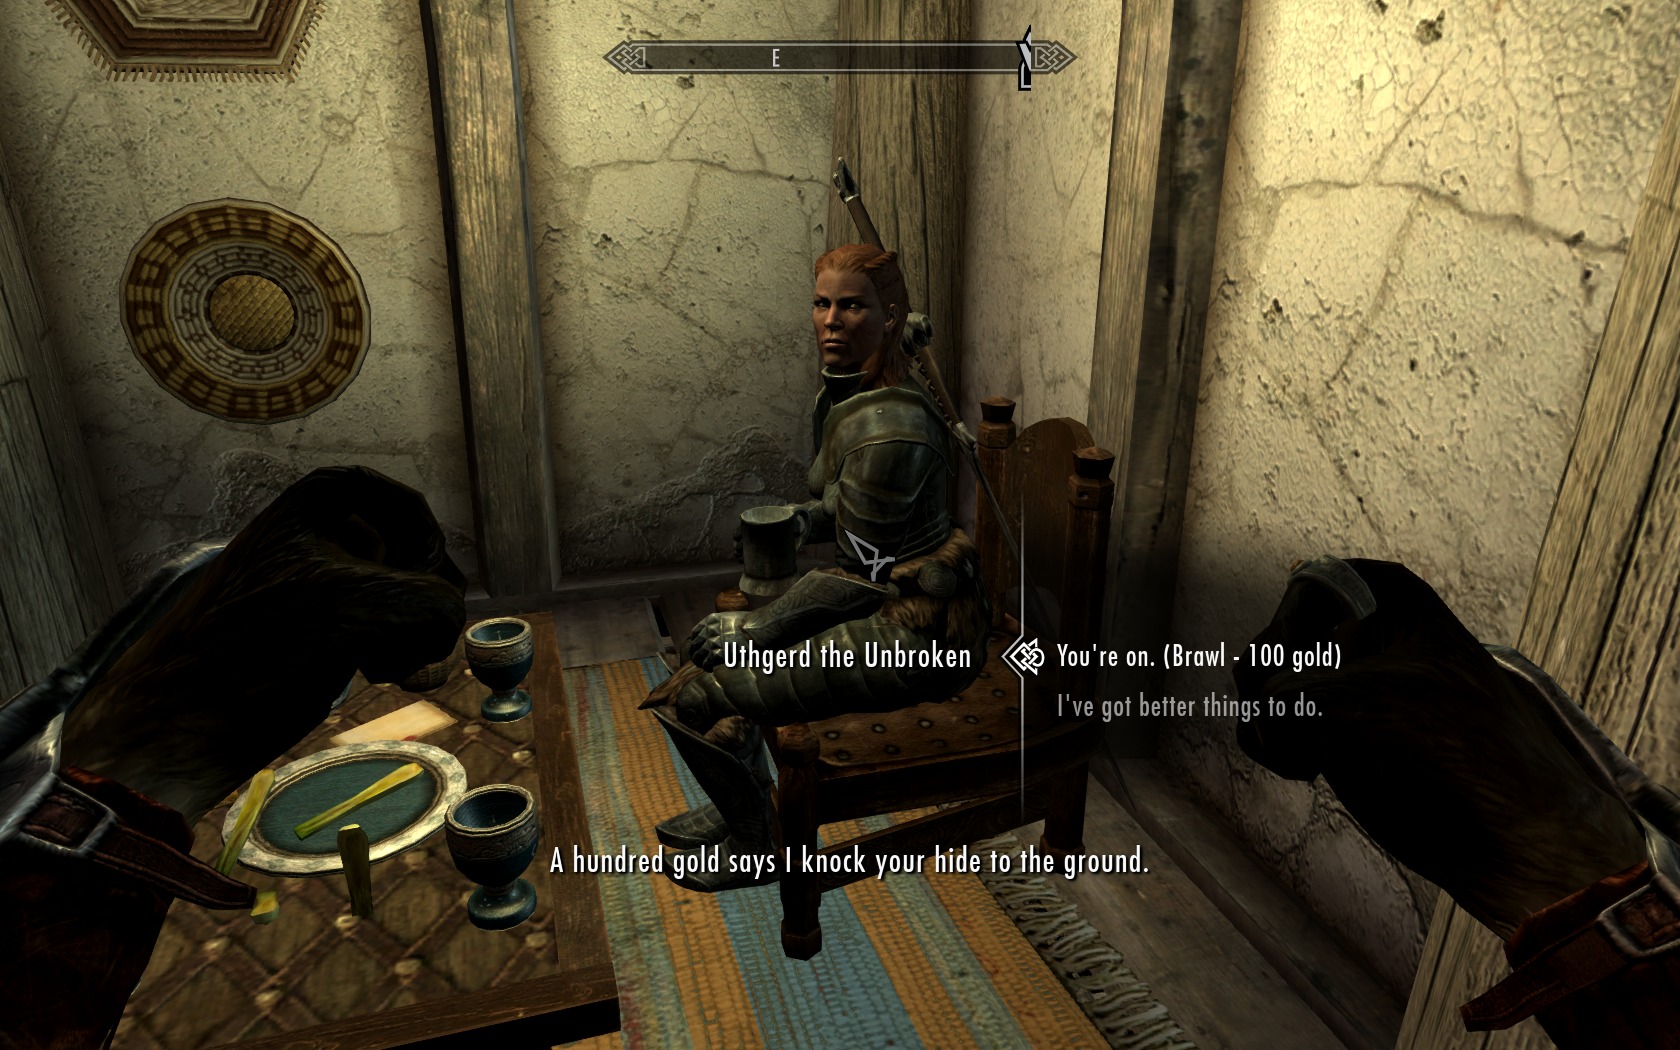 E
Uthgerd the Unbroken
You're on. (Brawl - 100 gold)
I've got better things to do.
A hundred gold says I knock your hide to the ground.